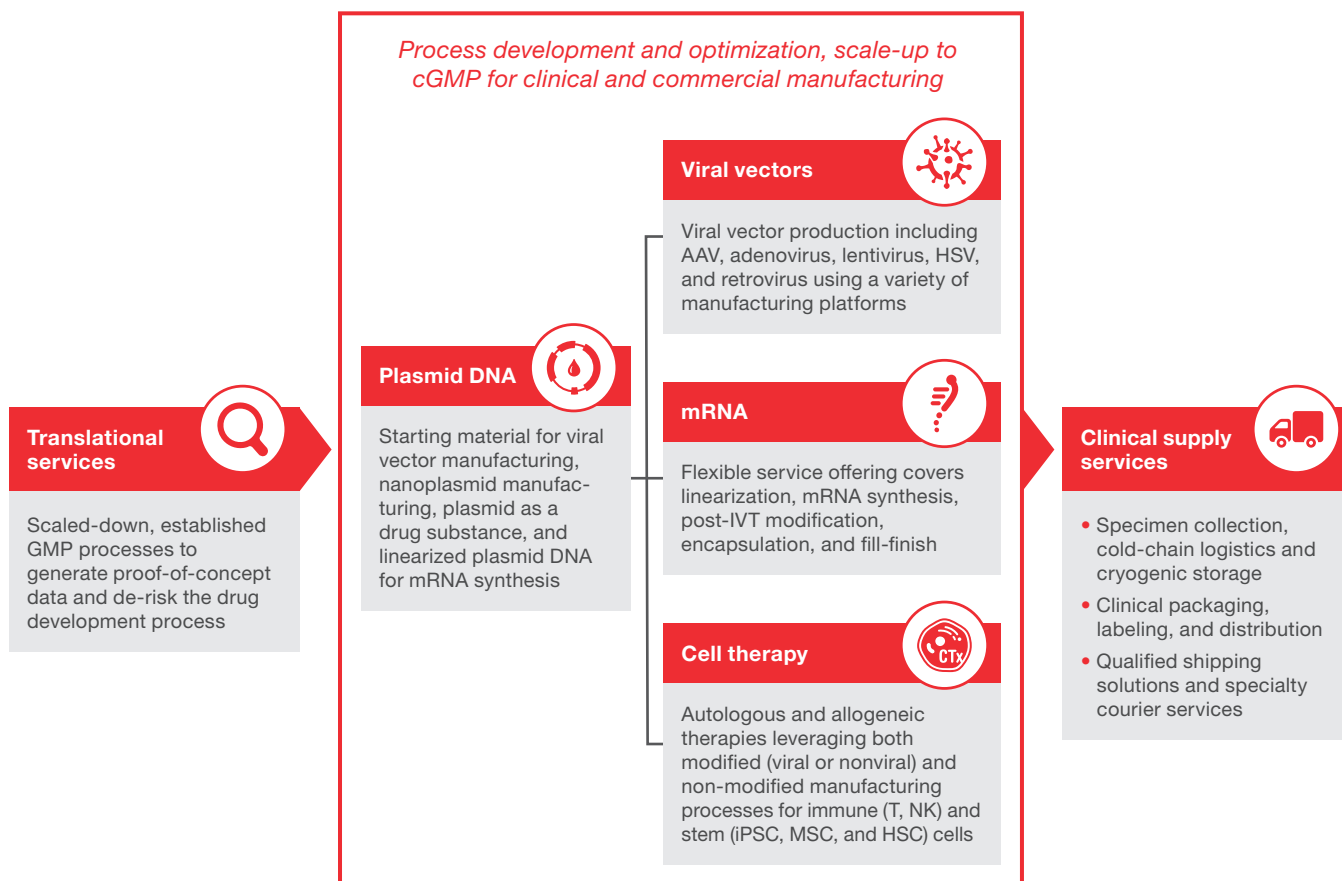 Process development and optimization, scale-up to
cGMP for clinical and commercial manufacturing
Translational
services
Scaled-down, established
GMP processes to
generate proof-of-concept
data and de-risk the drug
development process
Plasmid DNA
Starting material for viral
vector manufacturing,
nanoplasmid manufac-
turing, plasmid as a
drug substance, and
linearized plasmid DNA
for mRNA synthesis
Viral vectors
Viral vector production including
AAV, adenovirus, lentivirus, HSV,
and retrovirus using a variety of
manufacturing platforms
mRNA
Flexible service offering covers
linearization, mRNA synthesis,
post-IVT modification,
encapsulation, and fill-finish
Cell therapy
CTx
Autologous and allogeneic
therapies leveraging both
modified (viral or nonviral) and
non-modified manufacturing
processes for immune (T, NK) and
stem (iPSC, MSC, and HSC) cells
Clinical supply
services
• Specimen collection,
cold-chain logistics and
cryogenic storage
• Clinical packaging,
labeling, and distribution
• Qualified shipping
solutions and specialty
courier services